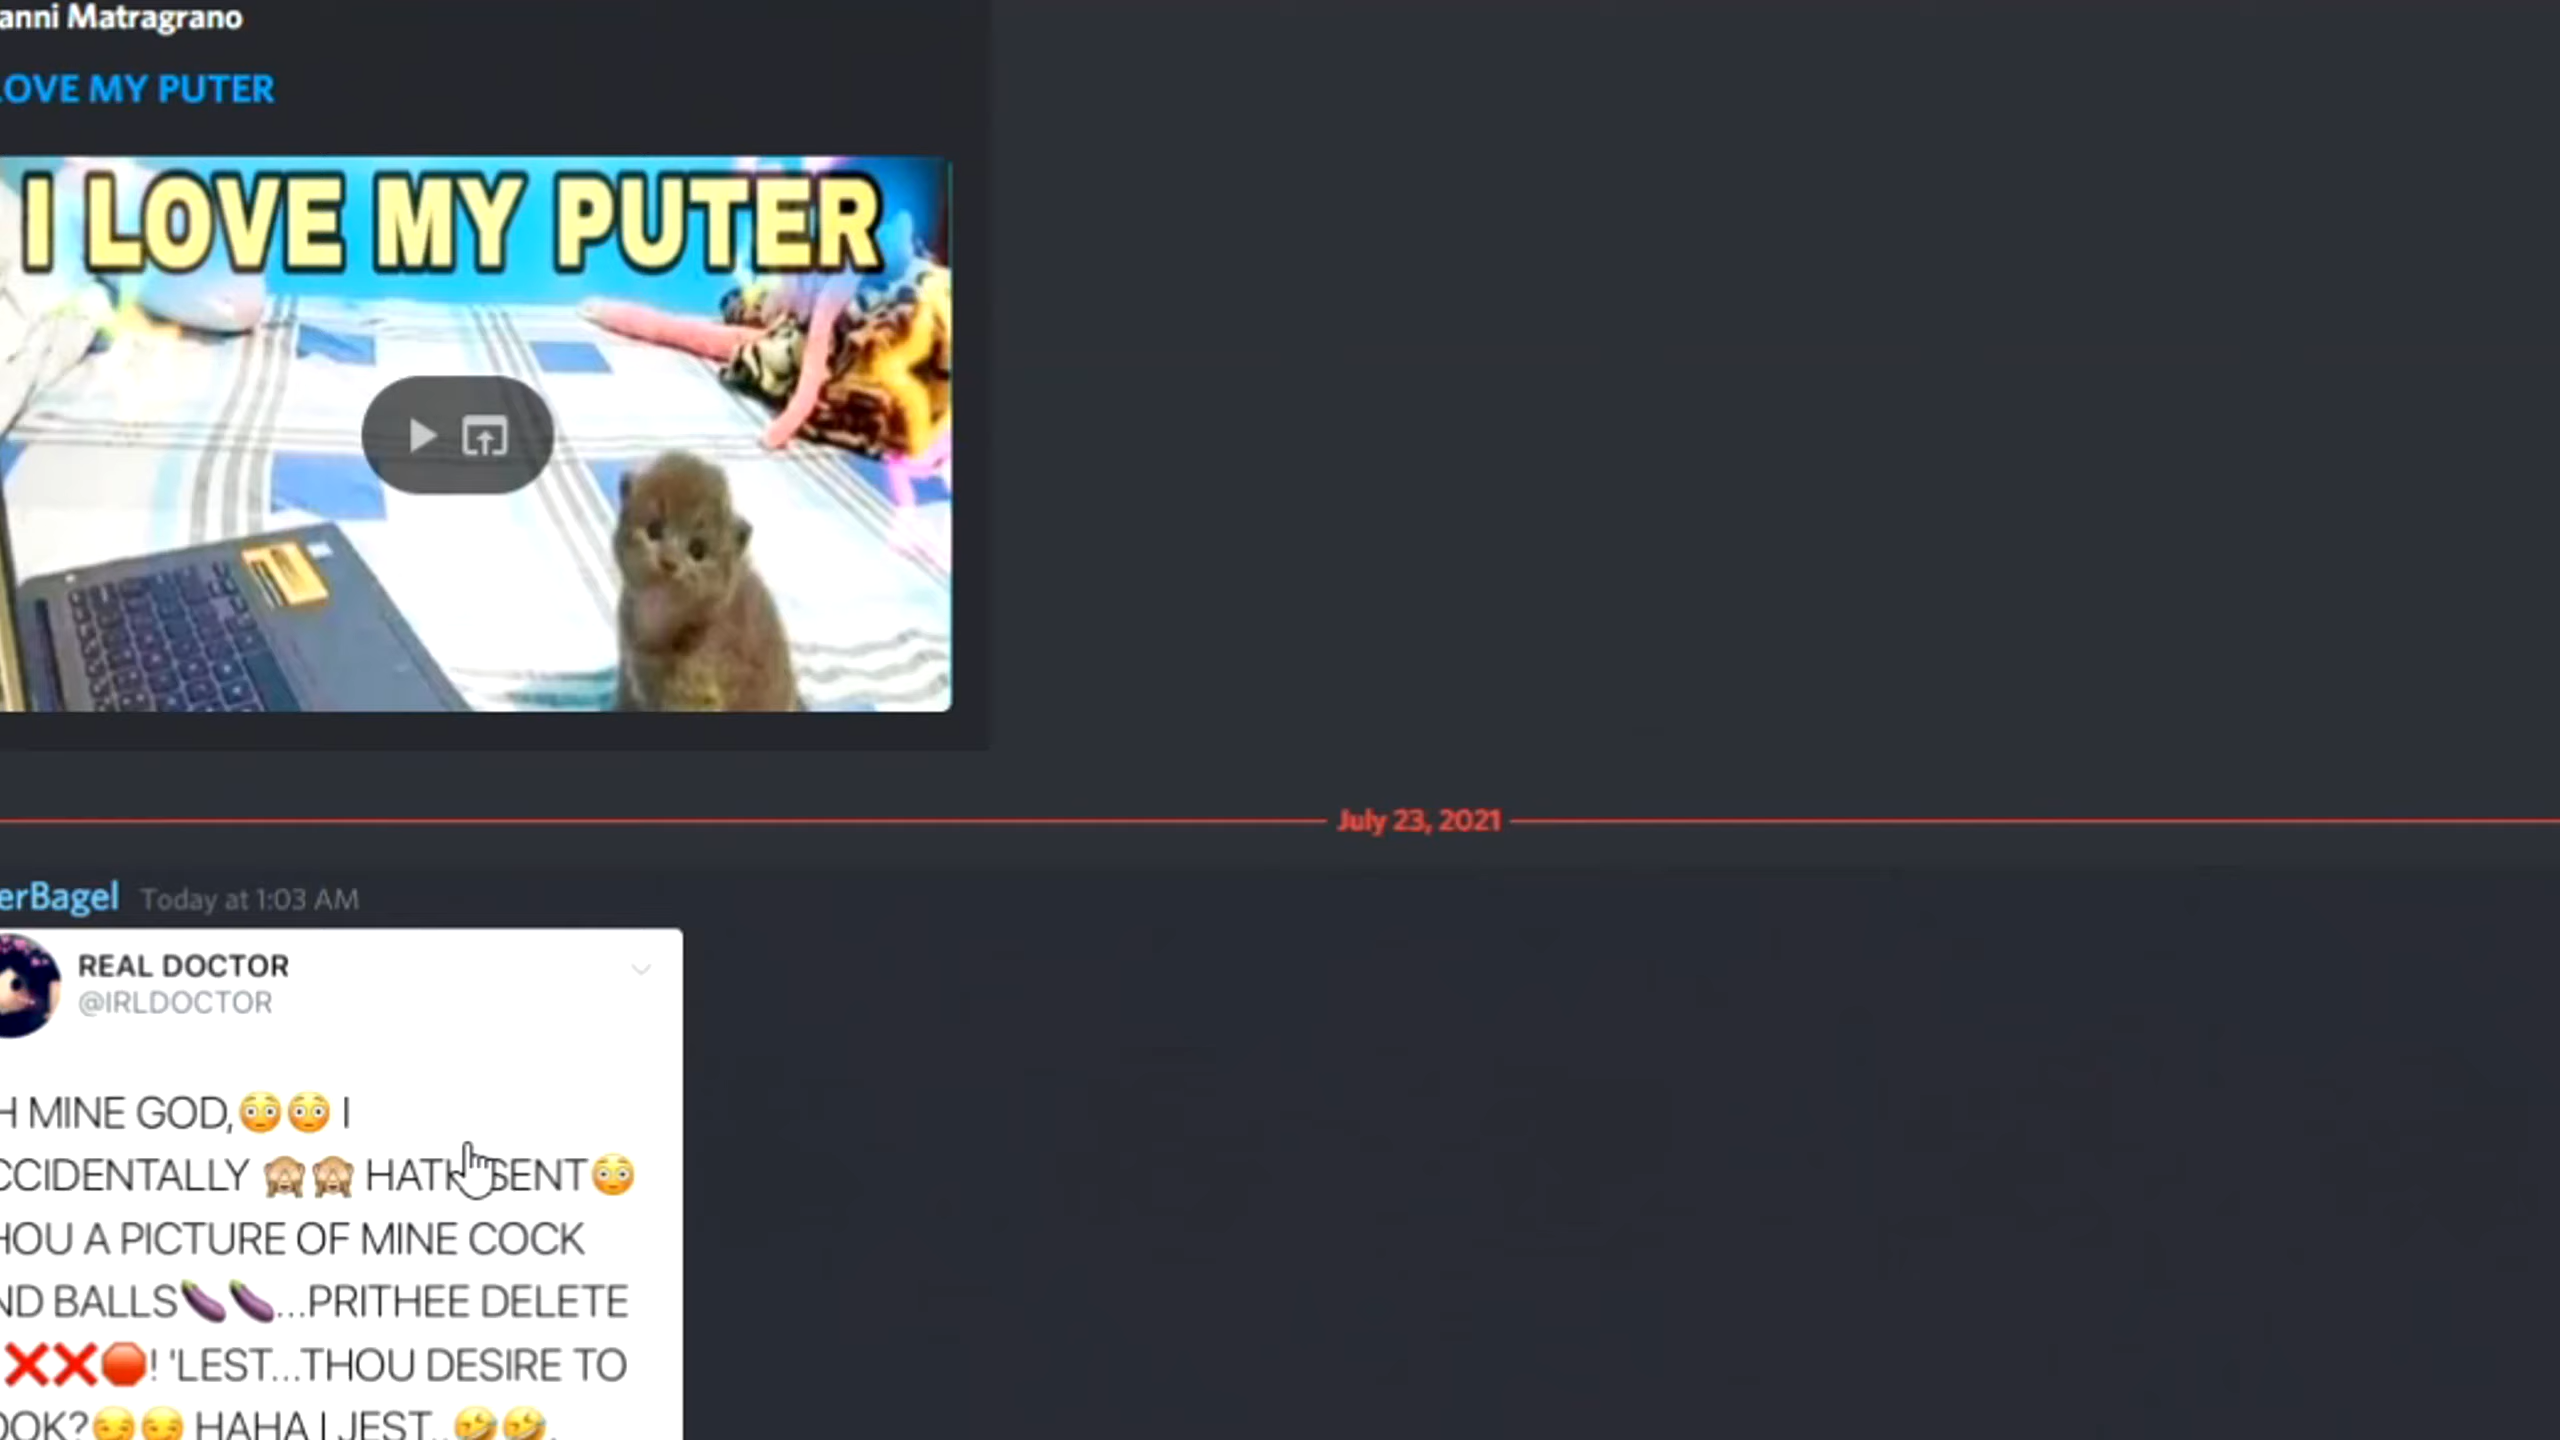 anni Matragrano
LOVE MY PUTER
I LOVE MY PUTER
July 23, 2021
erBagel Today at 1:03 AM
REAL DOCTOR
@IRLDOCTOR
H MINE GOD,😳😳 I
CCIDENTALLY 🙈🙈 HATH SENT😳
HOU A PICTURE OF MINE COCK
ND BALLS🍆🍆...PRITHEE DELETE
❌❌🛑! 'LEST...THOU DESIRE TO
OOK?😏😏 HAHA I JEST..🤣🤣.